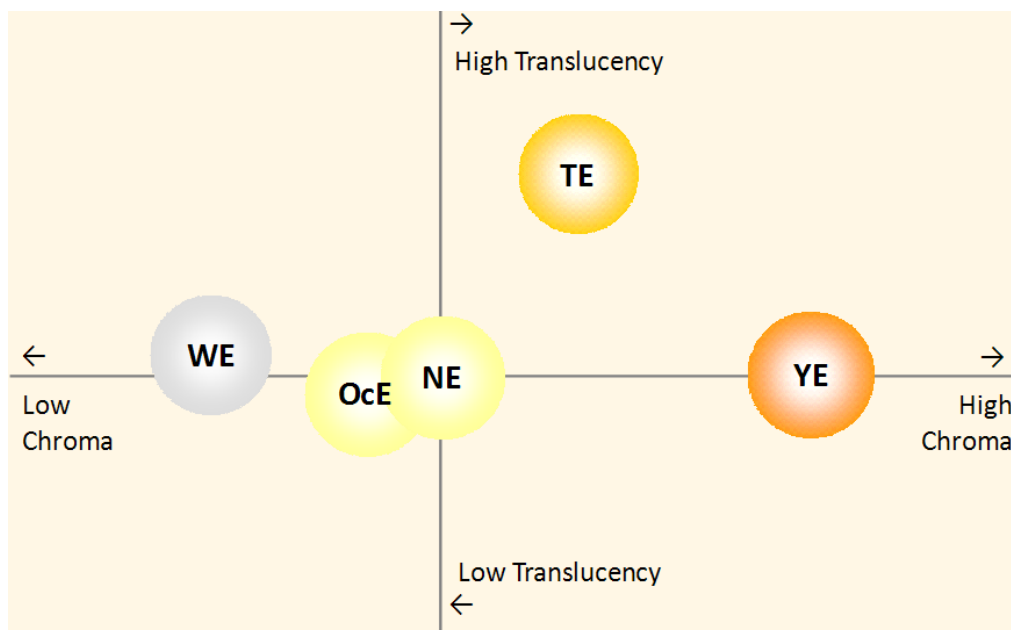 →
High Translucency
TE
WE
OcE
NE
YE
←
→
Low
Chroma
High
Chroma
Low Translucency
←